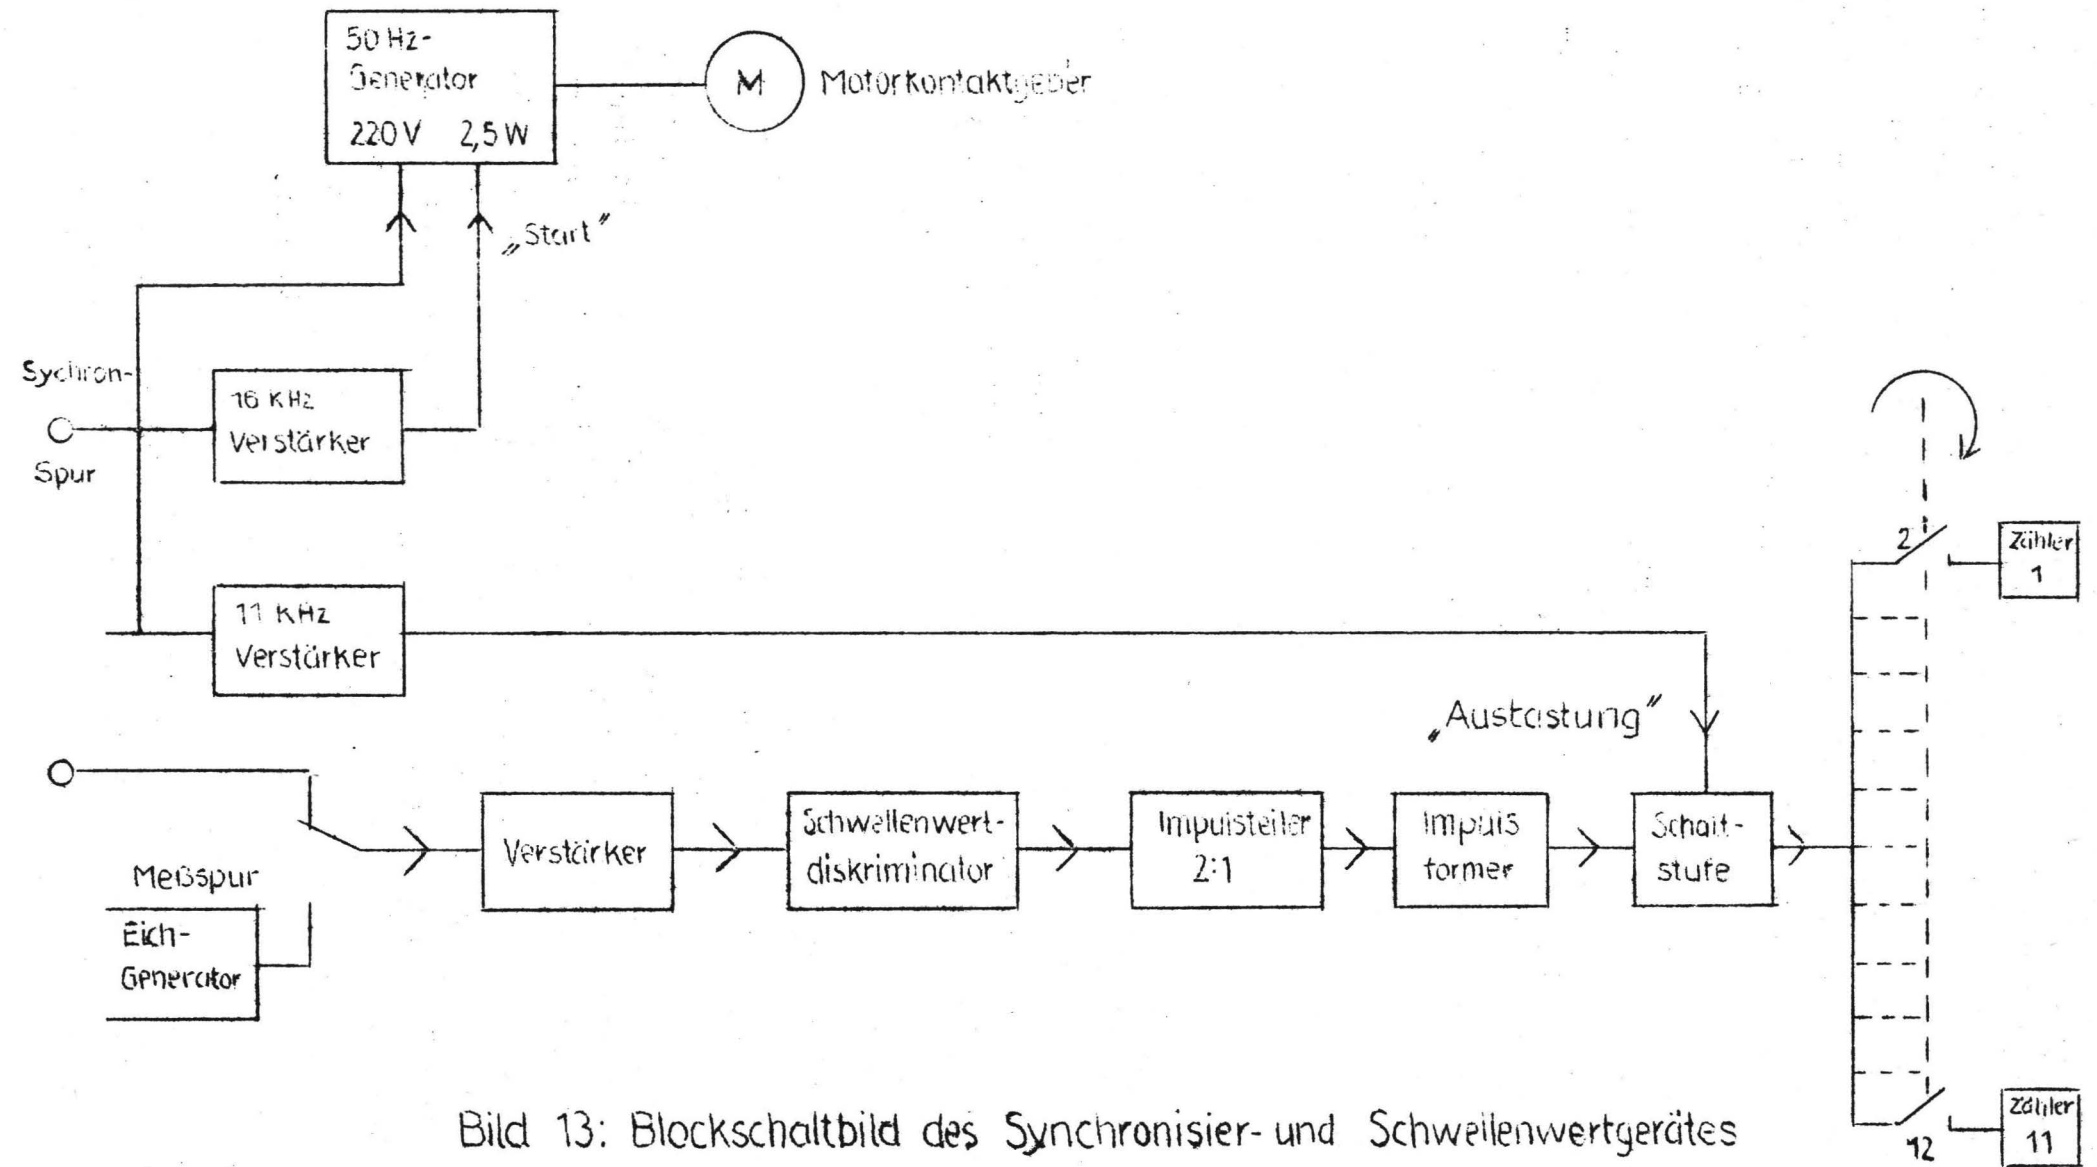 50 Hz-
Generator
220 V 2,5 W
M
Motorkontaktgeber
„Start”
Sychron-
Spur
16 KHz
Verstärker
11 KHz
Verstärker
2
Zähler
1
„Austastung”
Meßspur
Eich-
Generator
Verstärker
Schwellenwert-
diskriminator
Impulsteiler
2:1
Impuls
former
Schalt-
stufe
12
Zähler
11
Bild 13: Blockschaltbild des Synchronisier- und Schwellenwertgerätes